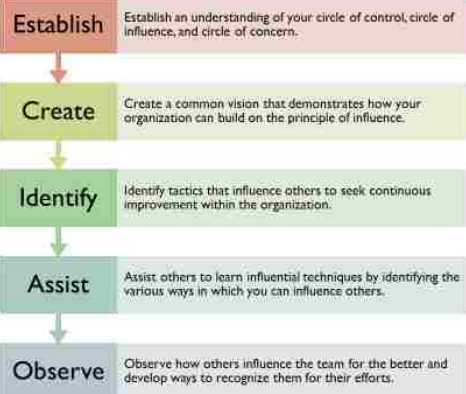 Establish
Establish an understanding of your circle of control, circle of
influence, and circle of concern.
Create
Create a common vision that demonstrates how your
organization can build on the principle of influence.
Identify
Identify tactics that influence others to seek continuous
improvement within the organization.
Assist
Assist others to learn influential techniques by identifying the
various ways in which you can influence others.
Observe
Observe how others influence the team for the better and
develop ways to recognize them for their efforts.